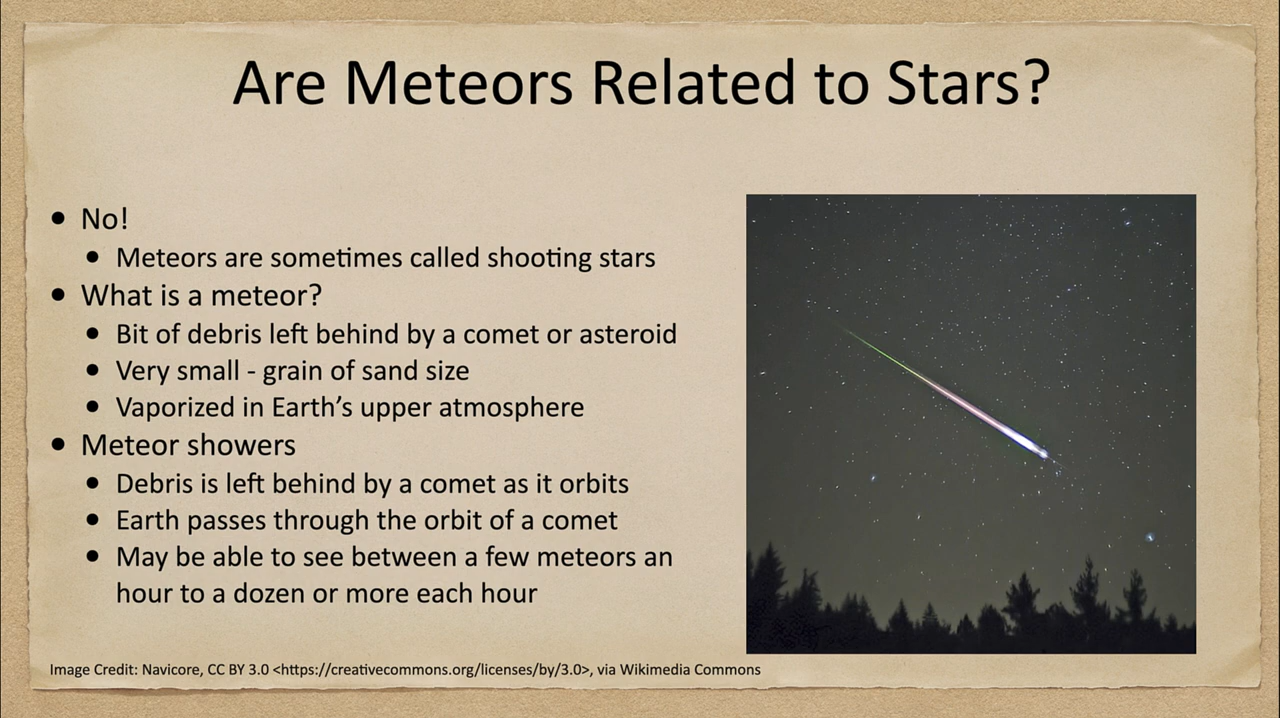 Are Meteors Related to Stars?
• No!
• Meteors are sometimes called shooting stars
• What is a meteor?
• Bit of debris left behind by a comet or asteroid
• Very small - grain of sand size
• Vaporized in Earth’s upper atmosphere
• Meteor showers
• Debris is left behind by a comet as it orbits
• Earth passes through the orbit of a comet
• May be able to see between a few meteors an
hour to a dozen or more each hour
Image Credit: Navicore, CC BY 3.0 <https://creativecommons.org/licenses/by/3.0>, via Wikimedia Commons